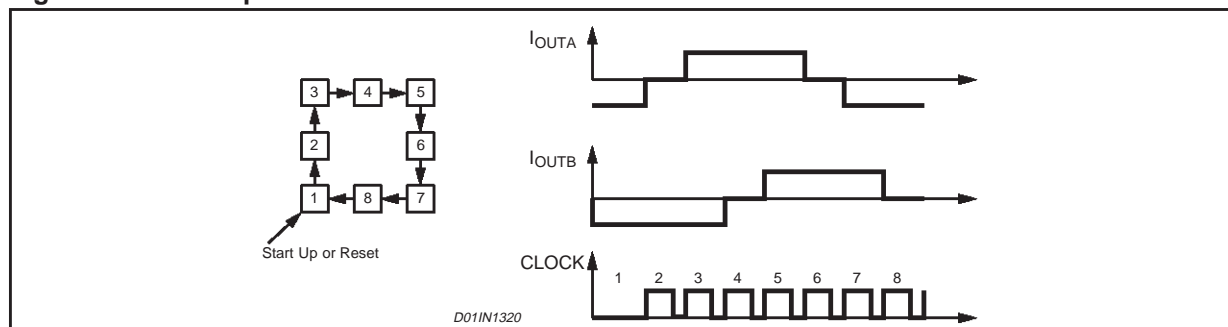 I_OUTA
3 4 5
2 6
I_OUTB
1 8 7
Start Up or Reset
CLOCK
1 2 3 4 5 6 7 8
D01IN1320